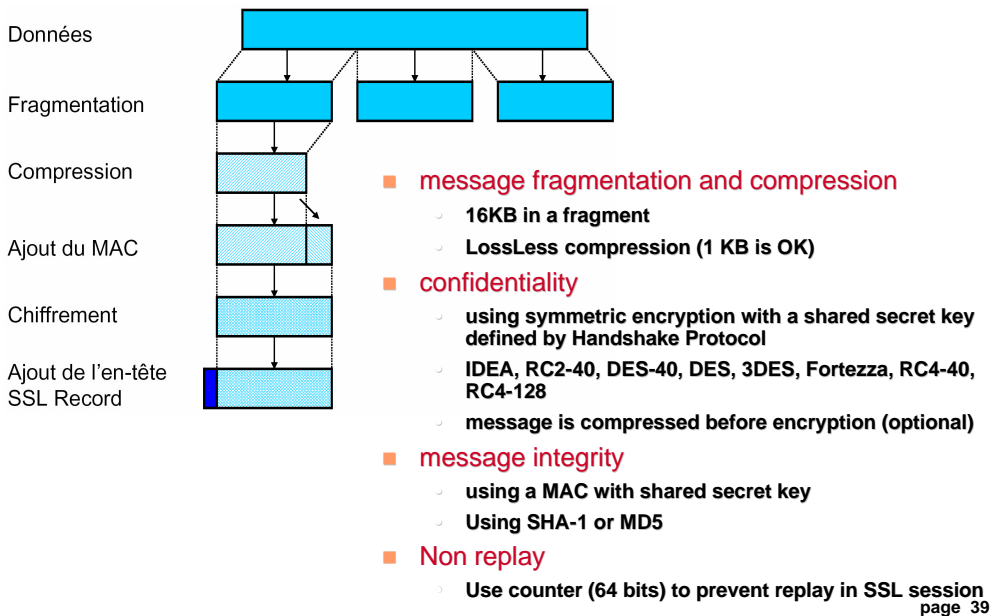 Données
Fragmentation
Compression
Ajout du MAC
Chiffrement
Ajout de l'en-tête
SSL Record
message fragmentation and compression
16KB in a fragment
LossLess compression (1 KB is OK)
confidentiality
using symmetric encryption with a shared secret key
defined by Handshake Protocol
IDEA, RC2-40, DES-40, DES, 3DES, Fortezza, RC4-40,
RC4-128
message is compressed before encryption (optional)
message integrity
using a MAC with shared secret key
Using SHA-1 or MD5
Non replay
Use counter (64 bits) to prevent replay in SSL session
page 39